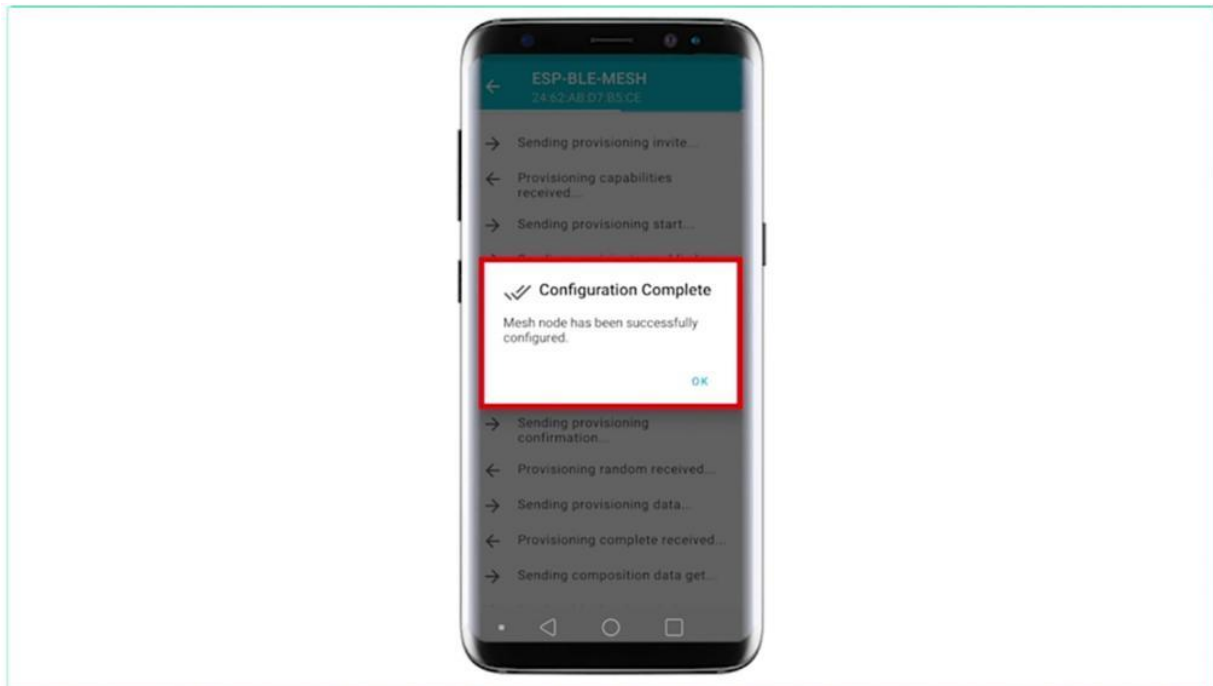 ESP-BLE-MESH
24:62:AB:D7:B5:CE
Sending provisioning invite...
Provisioning capabilities
received...
Sending provisioning start...
Configuration Complete
Mesh node has been successfully
configured.
OK
Sending provisioning
confirmation...
Provisioning random received...
Sending provisioning data...
Provisioning complete received...
Sending composition data get...